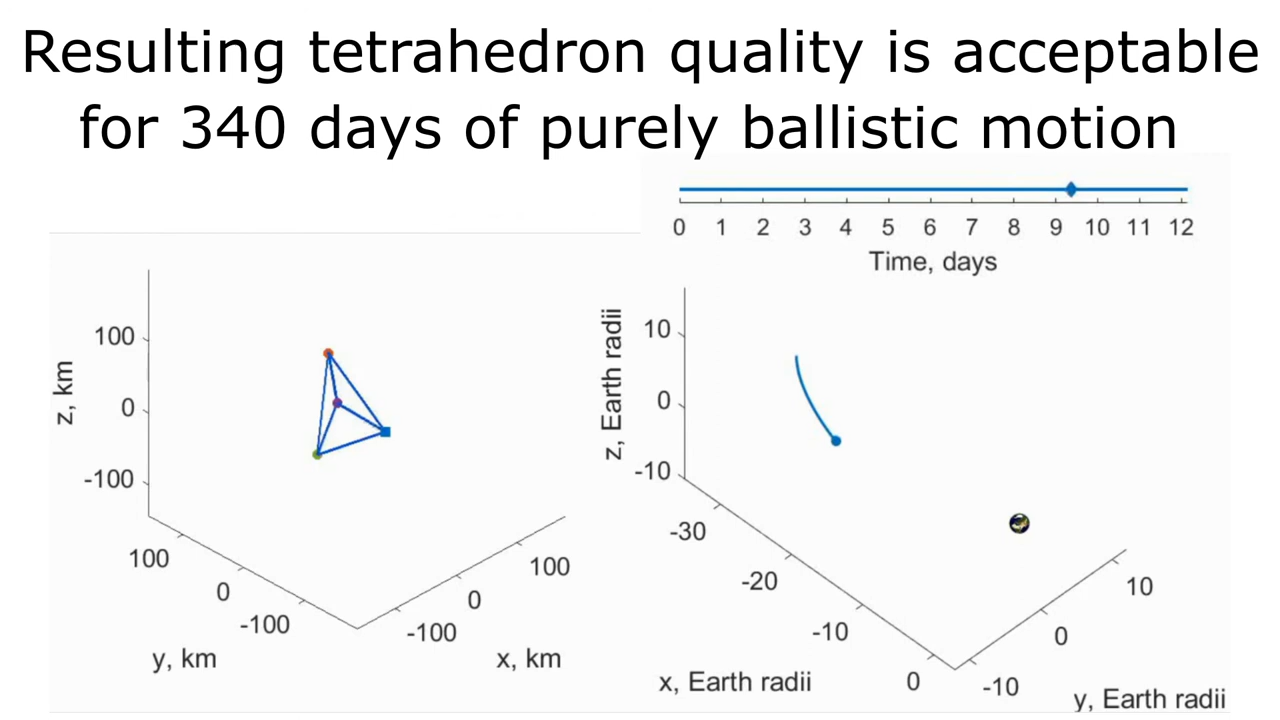 Resulting tetrahedron quality is acceptable
for 340 days of purely ballistic motion
0 1 2 3 4 5 6 7 8 9 10 11 12
Time, days
100
0
-100
z, km
100
0
-100
y, km
-100
0
100
x, km
10
0
-10
z, Earth radii
-30
-20
-10
0
x, Earth radii
-10
0
10
y, Earth radii